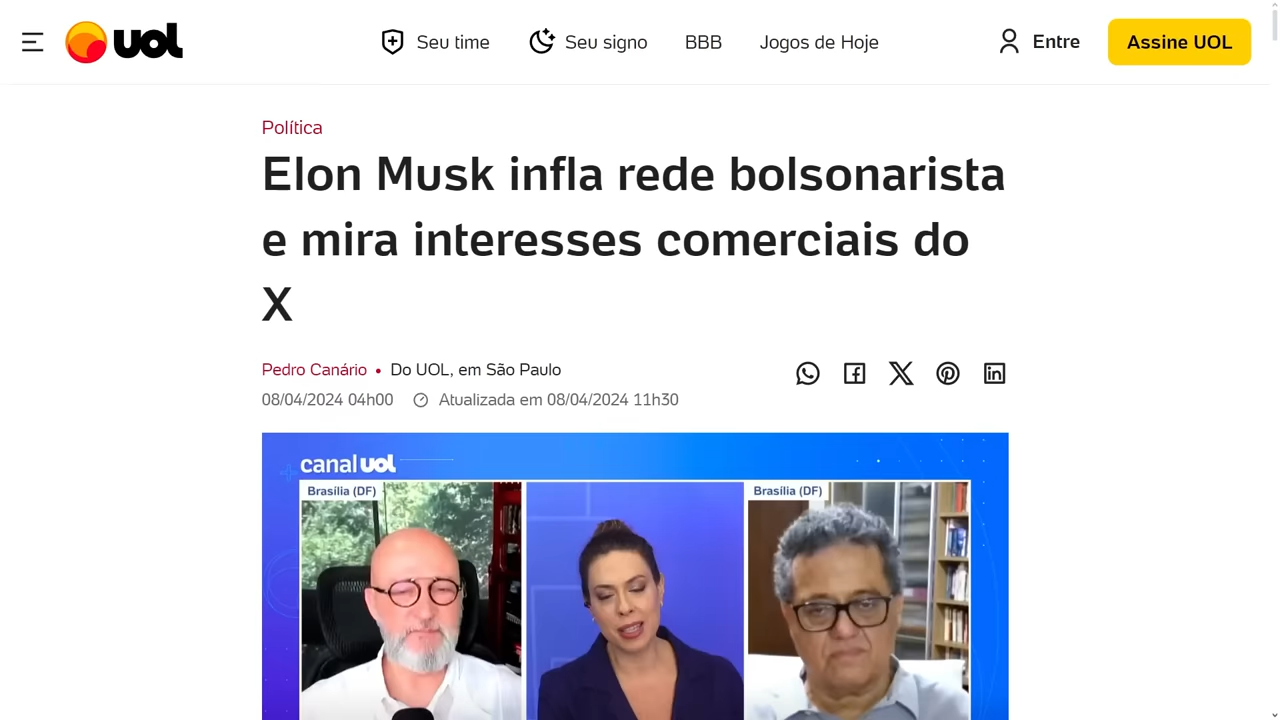 uol
Seu time
Seu signo
BBB
Jogos de Hoje
Entre
Assine UOL
Política
Elon Musk infla rede bolsonarista
e mira interesses comerciais do
X
Pedro Canário • Do UOL, em São Paulo
08/04/2024 04h00 Atualizada em 08/04/2024 11h30
canal uol
Brasília (DF)
Brasília (DF)